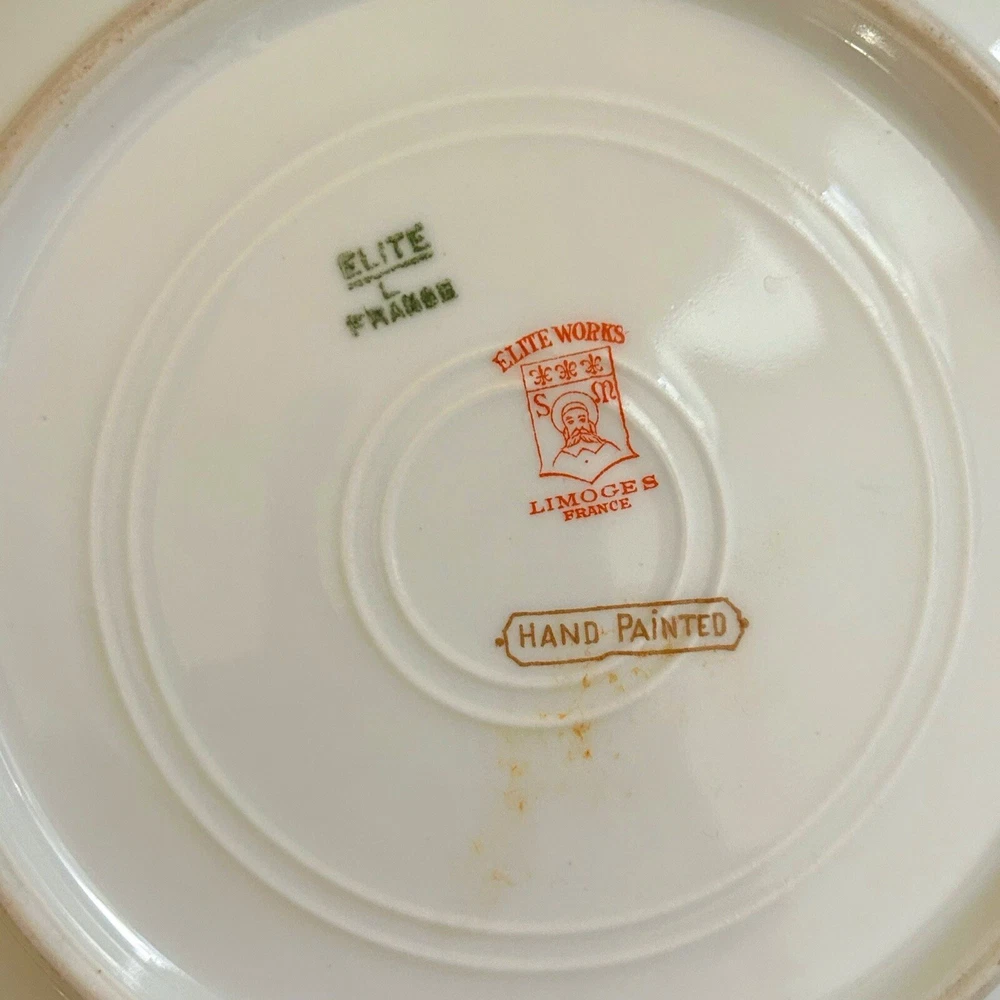 ELITE
L
FRANCE
ELITE WORKS
S M
LIMOGES
FRANCE
HAND PAiNTED